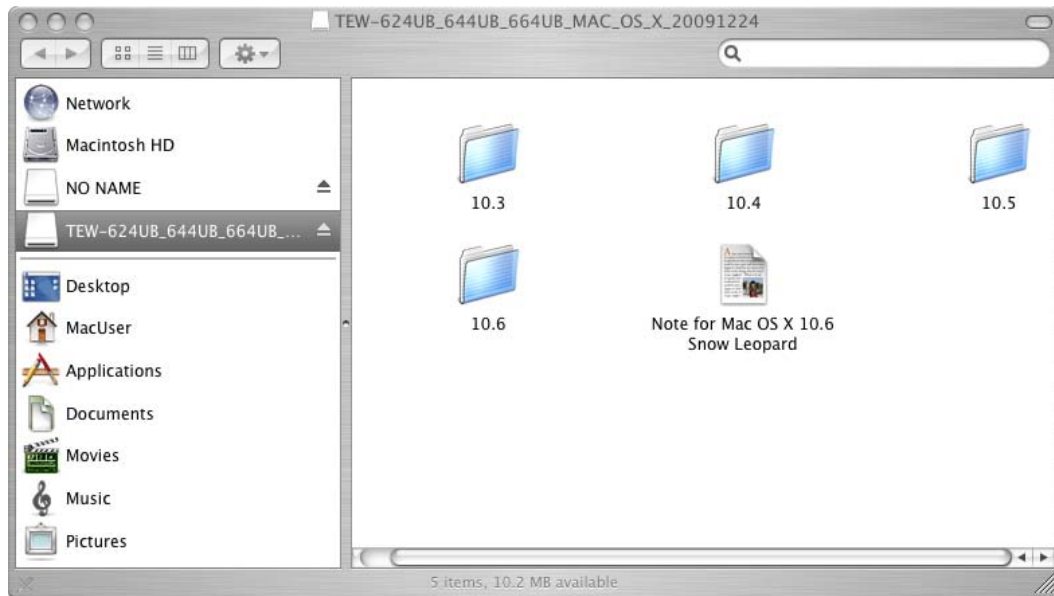 TEW-624UB_644UB_664UB_MAC_OS_X_20091224
Network
Macintosh HD
NO NAME
TEW-624UB_644UB_664UB_...
Desktop
MacUser
Applications
Documents
Movies
Music
Pictures
10.3
10.4
10.5
10.6
Note for Mac OS X 10.6
Snow Leopard
5 items, 10.2 MB available